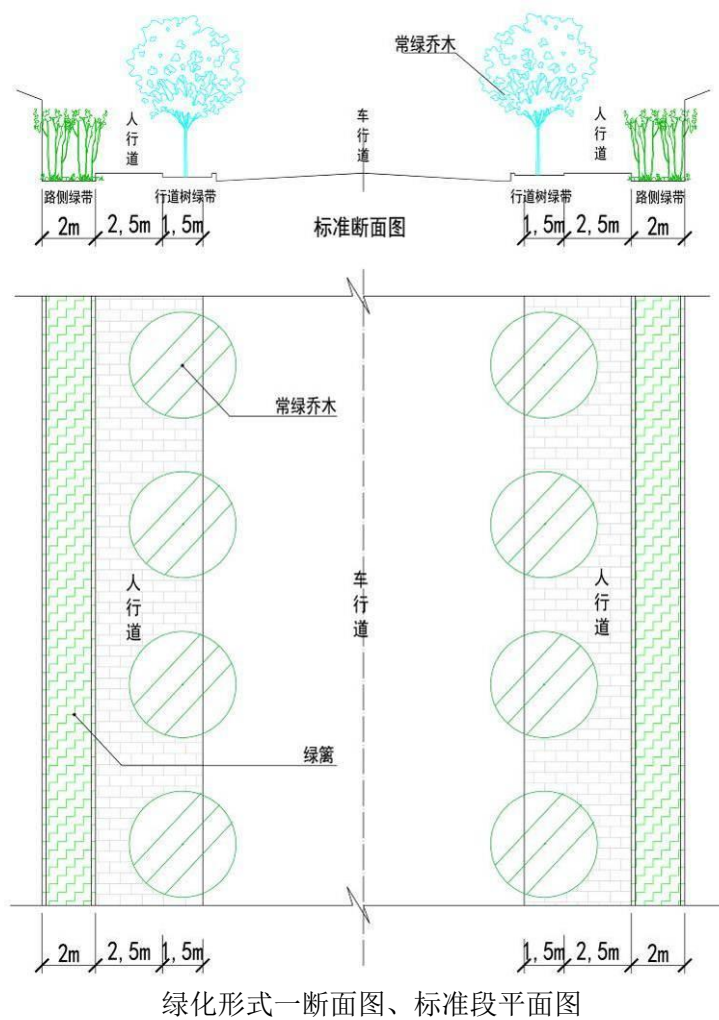 常绿乔木
人行道
车行道
人行道
路侧绿带
行道树绿带
行道树绿带
路侧绿带
2m
2,5m
1,5m
标准断面图
1,5m
2,5m
2m
常绿乔木
人行道
车行道
人行道
绿篱
2m
2,5m
1,5m
1,5m
2,5m
2m
绿化形式一断面图、标准段平面图